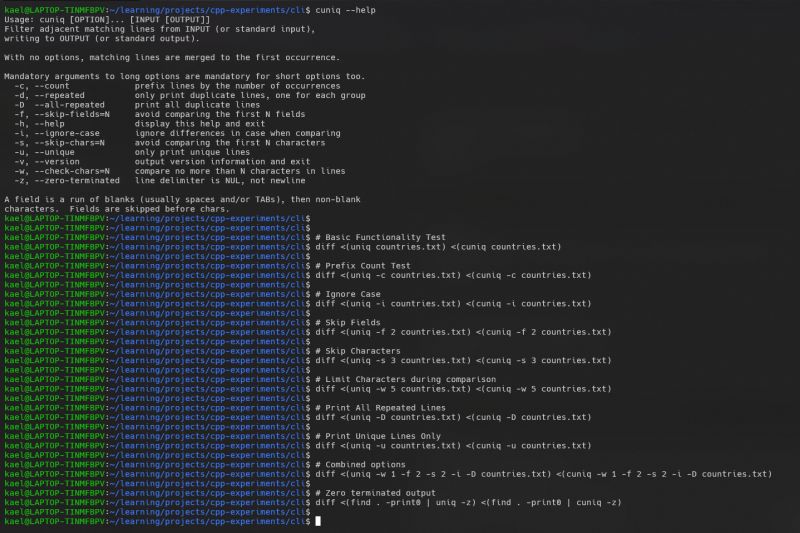 kael@LAPTOP-TINMFBPV:~/learning/projects/cpp-experiments/cli$ cuniq --help
Usage: cuniq [OPTION]... [INPUT [OUTPUT]]
Filter adjacent matching lines from INPUT (or standard input),
writing to OUTPUT (or standard output).

With no options, matching lines are merged to the first occurrence.

Mandatory arguments to long options are mandatory for short options too.
  -c, --count           prefix lines by the number of occurrences
  -d, --repeated        only print duplicate lines, one for each group
  -D  --all-repeated    print all duplicate lines
  -f, --skip-fields=N   avoid comparing the first N fields
  -h, --help            display this help and exit
  -i, --ignore-case     ignore differences in case when comparing
  -s, --skip-chars=N    avoid comparing the first N characters
  -u, --unique          only print unique lines
  -v, --version         output version information and exit
  -w, --check-chars=N   compare no more than N characters in lines
  -z, --zero-terminated line delimiter is NUL, not newline

A field is a run of blanks (usually spaces and/or TABs), then non-blank
characters.  Fields are skipped before chars.
kael@LAPTOP-TINMFBPV:~/learning/projects/cpp-experiments/cli$
kael@LAPTOP-TINMFBPV:~/learning/projects/cpp-experiments/cli$
kael@LAPTOP-TINMFBPV:~/learning/projects/cpp-experiments/cli$ # Basic Functionality Test
kael@LAPTOP-TINMFBPV:~/learning/projects/cpp-experiments/cli$ diff <(uniq countries.txt) <(cuniq countries.txt)
kael@LAPTOP-TINMFBPV:~/learning/projects/cpp-experiments/cli$
kael@LAPTOP-TINMFBPV:~/learning/projects/cpp-experiments/cli$ # Prefix Count Test
kael@LAPTOP-TINMFBPV:~/learning/projects/cpp-experiments/cli$ diff <(uniq -c countries.txt) <(cuniq -c countries.txt)
kael@LAPTOP-TINMFBPV:~/learning/projects/cpp-experiments/cli$
kael@LAPTOP-TINMFBPV:~/learning/projects/cpp-experiments/cli$ # Ignore Case
kael@LAPTOP-TINMFBPV:~/learning/projects/cpp-experiments/cli$ diff <(uniq -i countries.txt) <(cuniq -i countries.txt)
kael@LAPTOP-TINMFBPV:~/learning/projects/cpp-experiments/cli$
kael@LAPTOP-TINMFBPV:~/learning/projects/cpp-experiments/cli$ # Skip Fields
kael@LAPTOP-TINMFBPV:~/learning/projects/cpp-experiments/cli$ diff <(uniq -f 2 countries.txt) <(cuniq -f 2 countries.txt)
kael@LAPTOP-TINMFBPV:~/learning/projects/cpp-experiments/cli$
kael@LAPTOP-TINMFBPV:~/learning/projects/cpp-experiments/cli$ # Skip Characters
kael@LAPTOP-TINMFBPV:~/learning/projects/cpp-experiments/cli$ diff <(uniq -s 3 countries.txt) <(cuniq -s 3 countries.txt)
kael@LAPTOP-TINMFBPV:~/learning/projects/cpp-experiments/cli$
kael@LAPTOP-TINMFBPV:~/learning/projects/cpp-experiments/cli$ # Limit Characters during comparison
kael@LAPTOP-TINMFBPV:~/learning/projects/cpp-experiments/cli$ diff <(uniq -w 5 countries.txt) <(cuniq -w 5 countries.txt)
kael@LAPTOP-TINMFBPV:~/learning/projects/cpp-experiments/cli$
kael@LAPTOP-TINMFBPV:~/learning/projects/cpp-experiments/cli$ # Print All Repeated Lines
kael@LAPTOP-TINMFBPV:~/learning/projects/cpp-experiments/cli$ diff <(uniq -D countries.txt) <(cuniq -D countries.txt)
kael@LAPTOP-TINMFBPV:~/learning/projects/cpp-experiments/cli$
kael@LAPTOP-TINMFBPV:~/learning/projects/cpp-experiments/cli$ # Print Unique Lines Only
kael@LAPTOP-TINMFBPV:~/learning/projects/cpp-experiments/cli$ diff <(uniq -u countries.txt) <(cuniq -u countries.txt)
kael@LAPTOP-TINMFBPV:~/learning/projects/cpp-experiments/cli$
kael@LAPTOP-TINMFBPV:~/learning/projects/cpp-experiments/cli$ # Combined options
kael@LAPTOP-TINMFBPV:~/learning/projects/cpp-experiments/cli$ diff <(uniq -w 1 -f 2 -s 2 -i -D countries.txt) <(cuniq -w 1 -f 2 -s 2 -i -D countries.txt)
kael@LAPTOP-TINMFBPV:~/learning/projects/cpp-experiments/cli$
kael@LAPTOP-TINMFBPV:~/learning/projects/cpp-experiments/cli$ # Zero terminated output
kael@LAPTOP-TINMFBPV:~/learning/projects/cpp-experiments/cli$ diff <(find . -print0 | uniq -z) <(find . -print0 | cuniq -z)
kael@LAPTOP-TINMFBPV:~/learning/projects/cpp-experiments/cli$
kael@LAPTOP-TINMFBPV:~/learning/projects/cpp-experiments/cli$